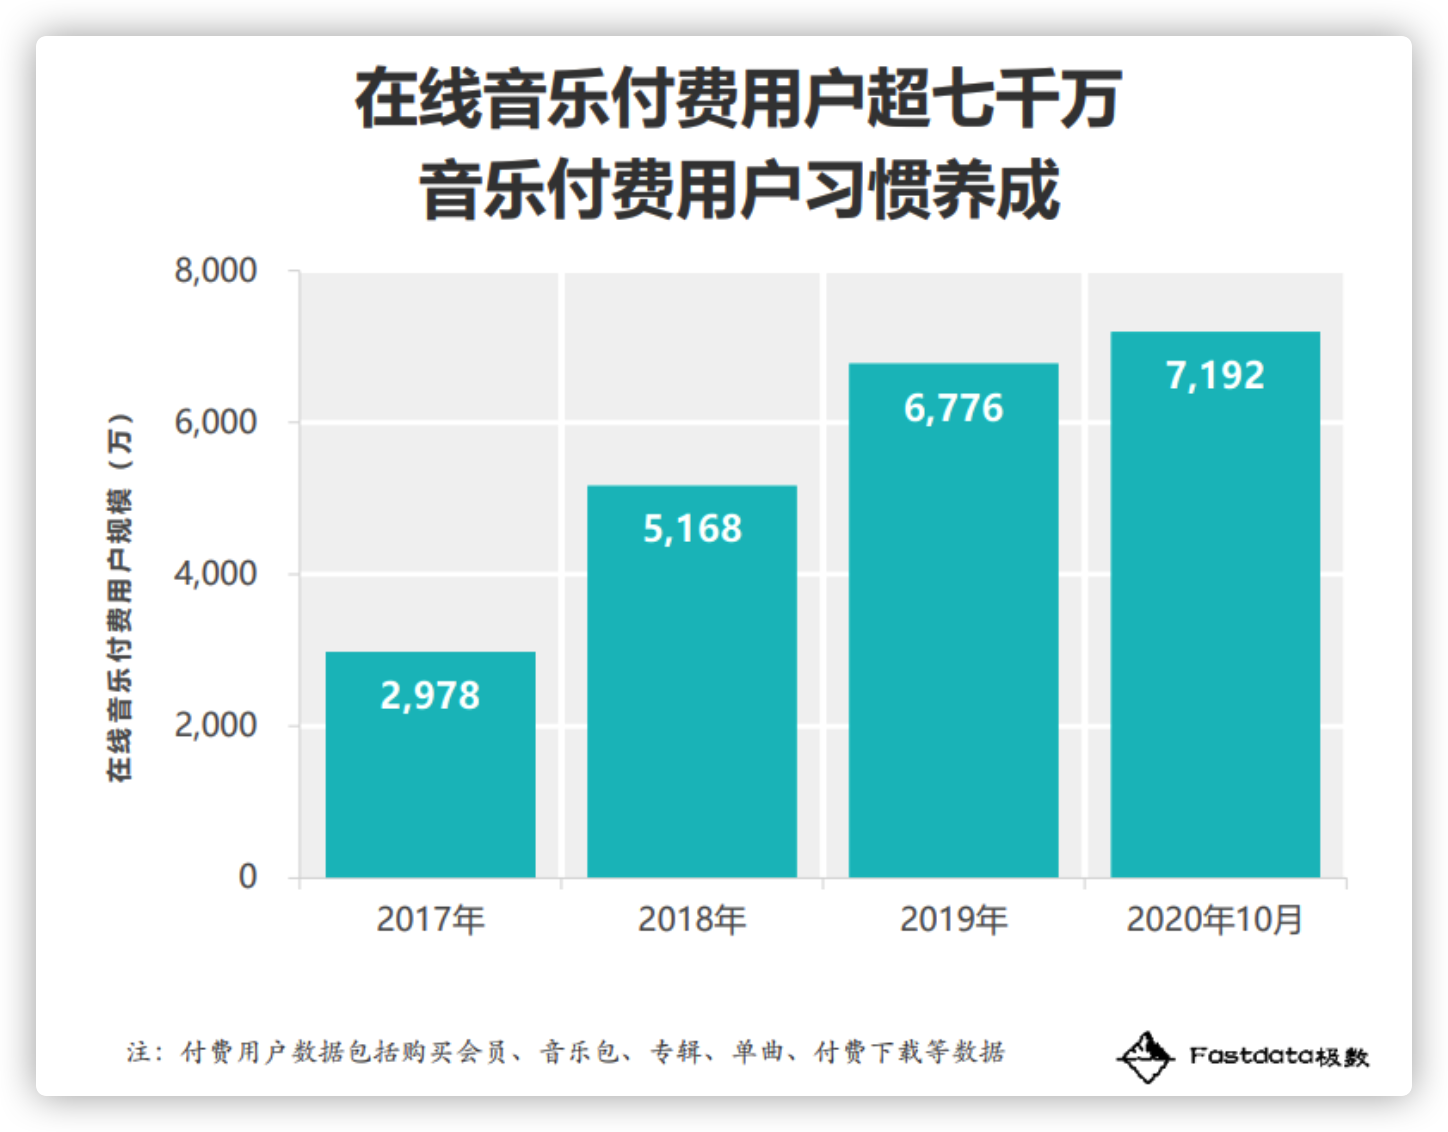 在线音乐付费用户超七千万
音乐付费用户习惯养成
在线音乐付费用户规模（万）
8,000
6,000
4,000
2,000
0
2,978
5,168
6,776
7,192
2017年
2018年
2019年
2020年10月
注：付费用户数据包括购买会员、音乐包、专辑、单曲、付费下载等数据
Fastdata极数